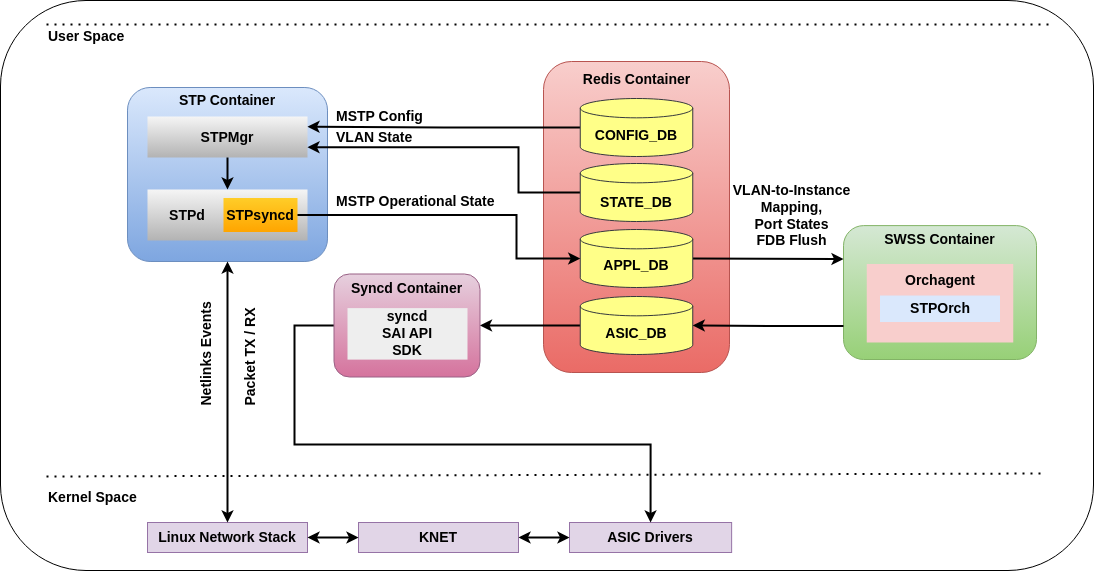 User Space
STP Container
STPMgr
STPd
STPsyncd
MSTP Config
VLAN State
MSTP Operational State
Redis Container
CONFIG_DB
STATE_DB
APPL_DB
ASIC_DB
VLAN-to-Instance
Mapping,
Port States
FDB Flush
SWSS Container
Orchagent
STPOrch
Syncd Container
syncd
SAI API
SDK
Netlinks Events
Packet TX / RX
Kernel Space
Linux Network Stack
KNET
ASIC Drivers